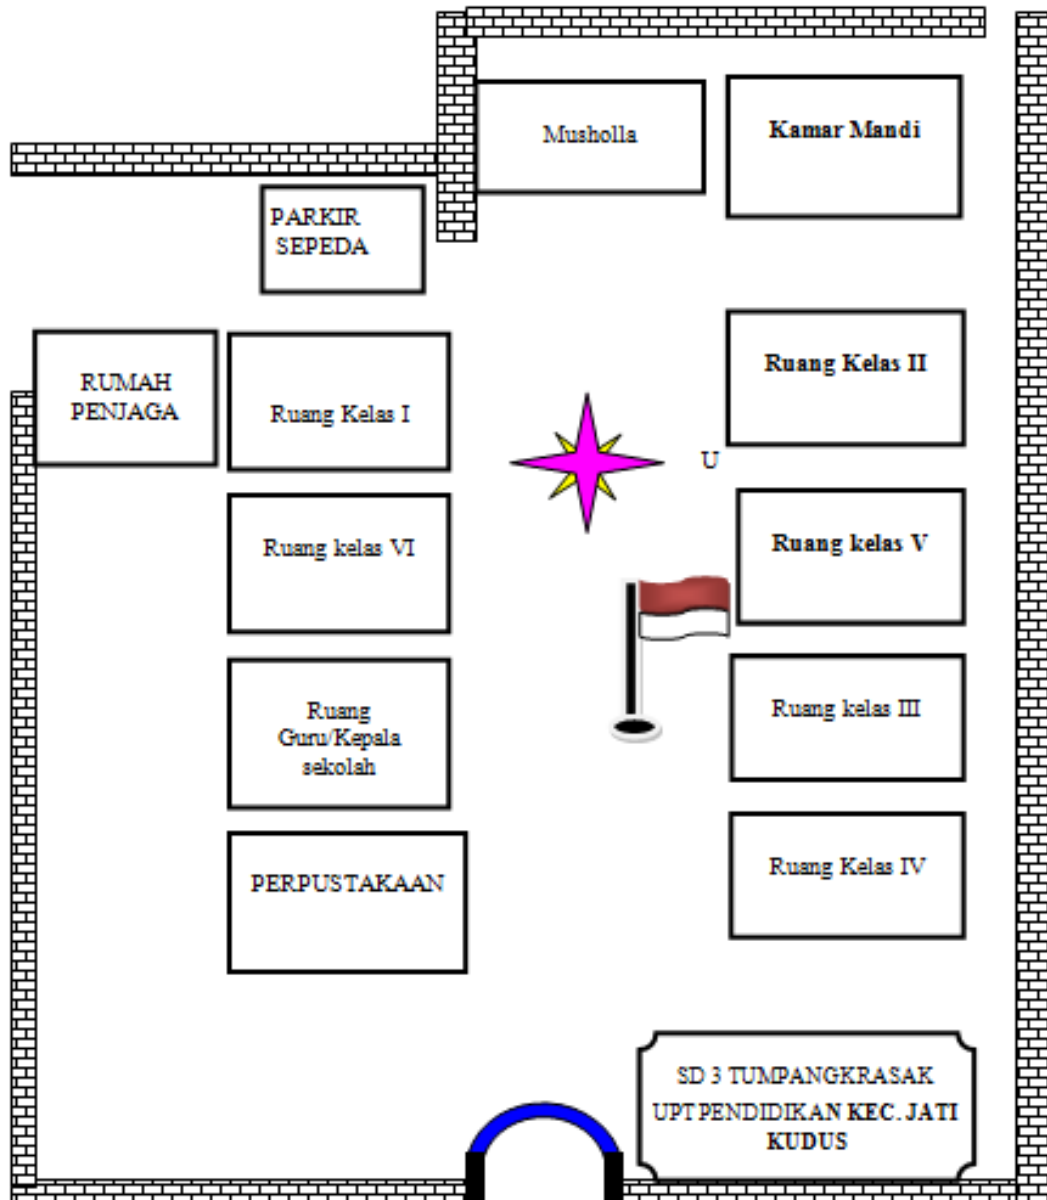 Musholla
Kamar Mandi
PARKIR
SEPEDA
RUMAH
PENJAGA
Ruang Kelas I
Ruang Kelas II
U
Ruang kelas VI
Ruang kelas V
Ruang
Guru/Kepala
sekolah
Ruang kelas III
PERPUSTAKAAN
Ruang Kelas IV
SD 3 TUMPANGKRASAK
UPT PENDIDIKAN KEC. JATI
KUDUS